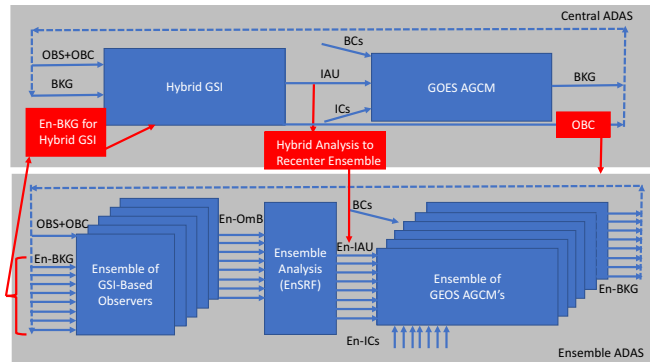 Central ADAS
OBS+OBC
BCs
BKG
Hybrid GSI
IAU
GOES AGCM
BKG
ICs
En-BKG for
Hybrid GSI
OBC
Hybrid Analysis to
Recenter Ensemble
OBS+OBC
En-OmB
BCs
En-BKG
Ensemble of
GSI-Based
Observers
Ensemble
Analysis
(EnSRF)
En-IAU
Ensemble of
GEOS AGCM's
En-BKG
En-ICs
Ensemble ADAS